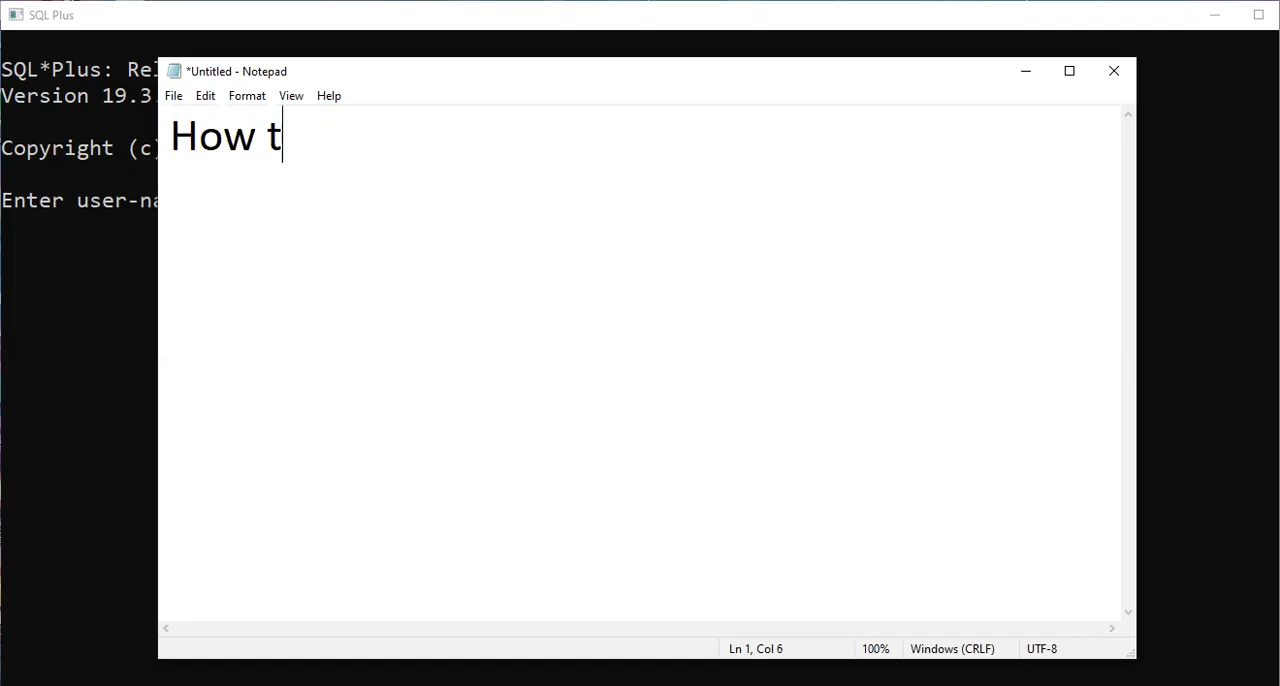 SQL Plus
SQL*Plus: Rel
Version 19.3
Copyright (c)
Enter user-na
*Untitled - Notepad
File Edit Format View Help
How t
Ln 1, Col 6 100% Windows (CRLF) UTF-8